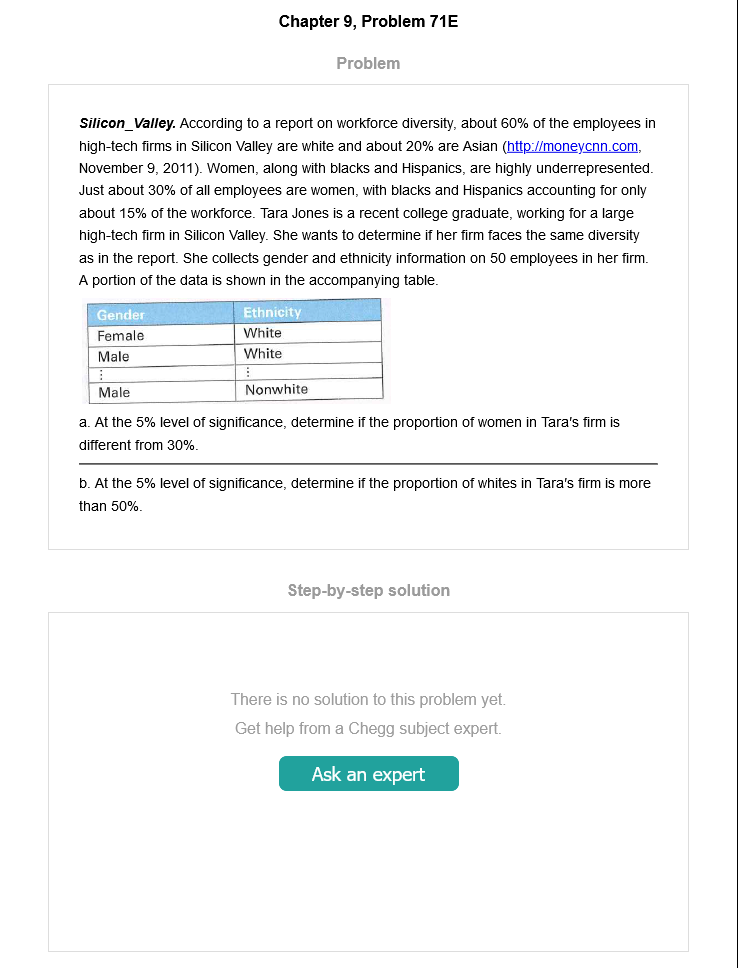 Chapter 9, Problem 71E
Problem
Silicon_Valley. According to a report on workforce diversity, about 60% of the employees in
high-tech firms in Silicon Valley are white and about 20% are Asian (http://moneycnn.com,
November 9, 2011). Women, along with blacks and Hispanics, are highly underrepresented.
Just about 30% of all employees are women, with blacks and Hispanics accounting for only
about 15% of the workforce. Tara Jones is a recent college graduate, working for a large
high-tech firm in Silicon Valley. She wants to determine if her firm faces the same diversity
as in the report. She collects gender and ethnicity information on 50 employees in her firm.
A portion of the data is shown in the accompanying table.
Gender Ethnicity
Female White
Male White
⋮ ⋮
Male Nonwhite
a. At the 5% level of significance, determine if the proportion of women in Tara's firm is
different from 30%.
b. At the 5% level of significance, determine if the proportion of whites in Tara's firm is more
than 50%.
Step-by-step solution
There is no solution to this problem yet.
Get help from a Chegg subject expert.
Ask an expert